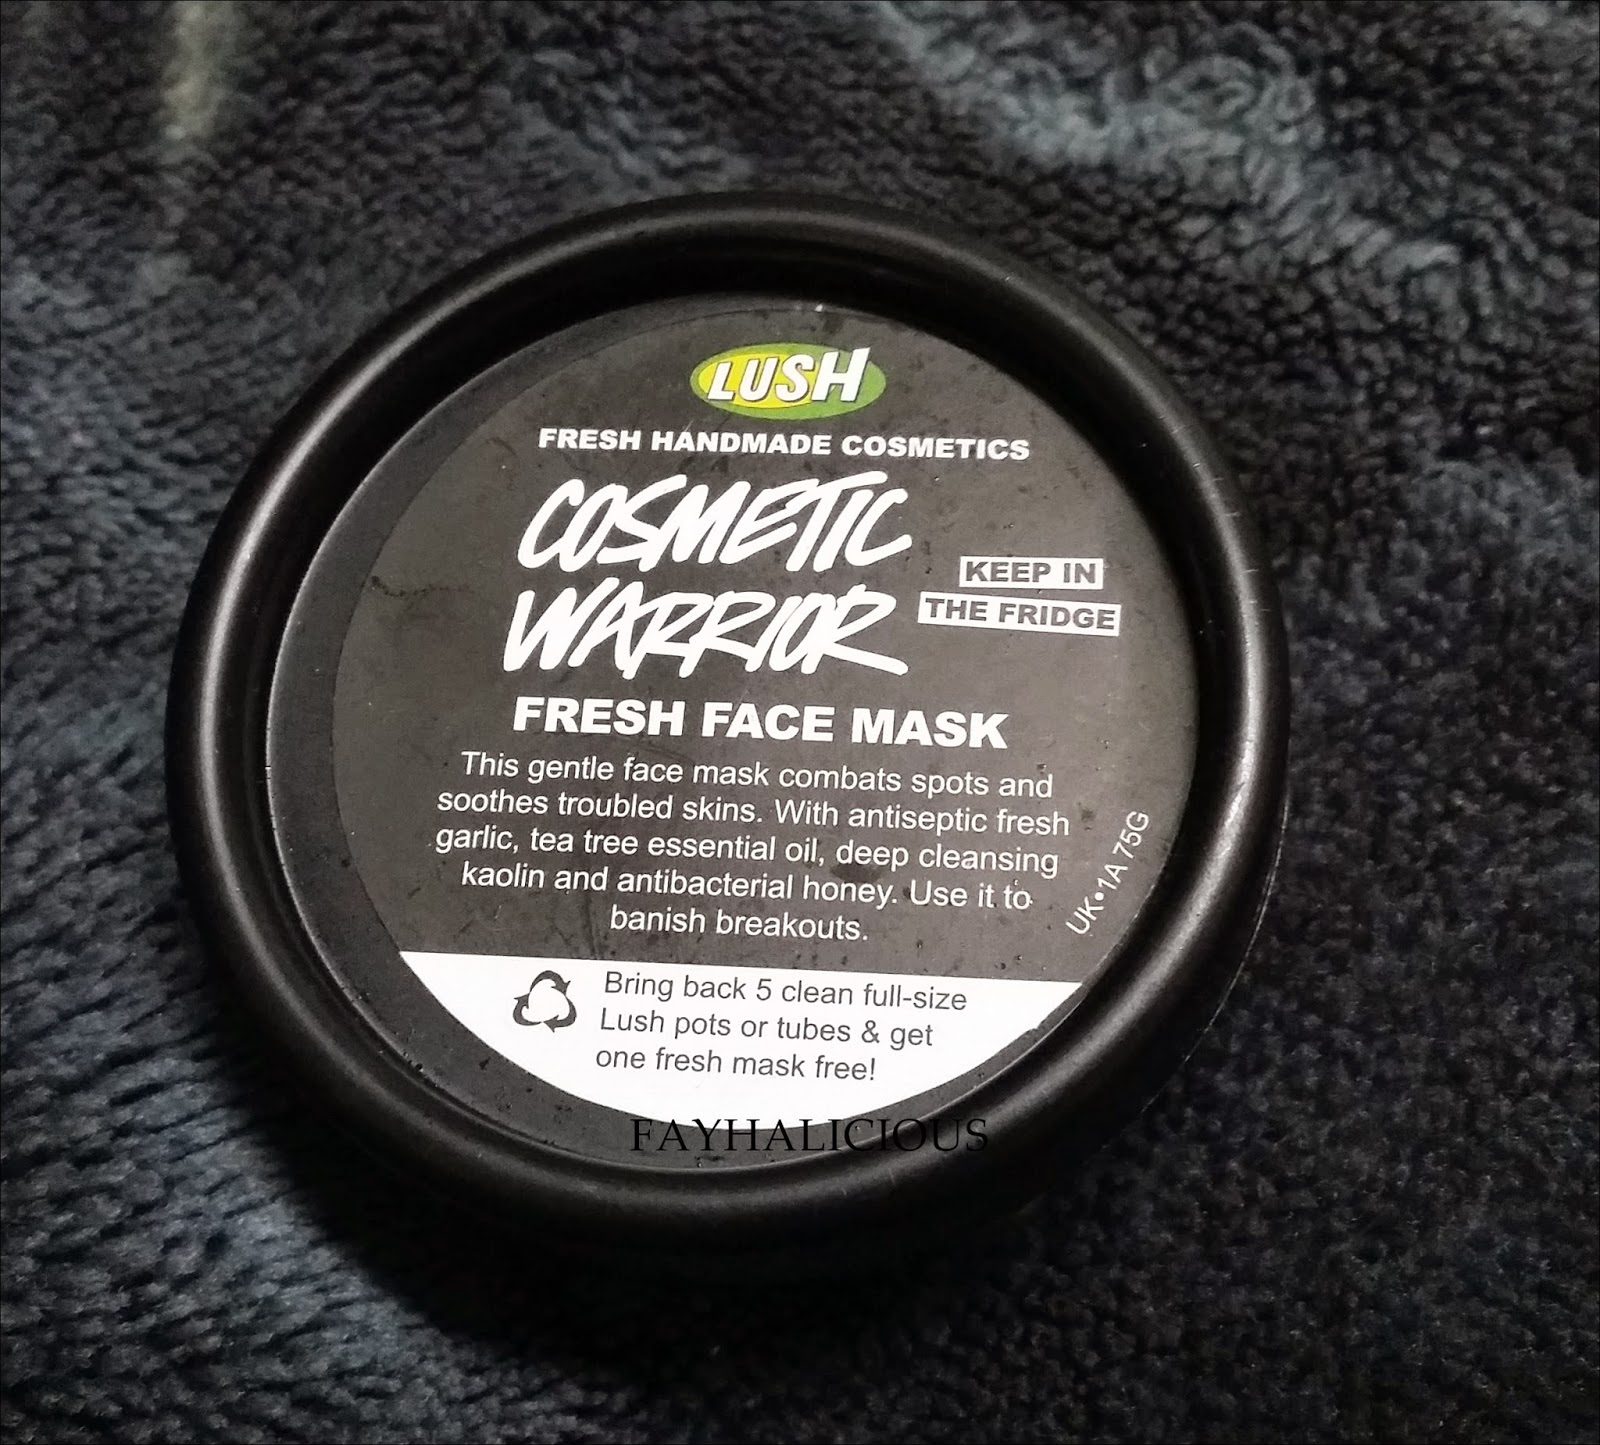 LUSH
FRESH HANDMADE COSMETICS
COSMETIC
WARRIOR
KEEP IN
THE FRIDGE
FRESH FACE MASK
This gentle face mask combats spots and
soothes troubled skins. With antiseptic fresh
garlic, tea tree essential oil, deep cleansing
kaolin and antibacterial honey. Use it to
banish breakouts.
UK•1A 75G
Bring back 5 clean full-size
Lush pots or tubes & get
one fresh mask free!
FAYHALICIOUS